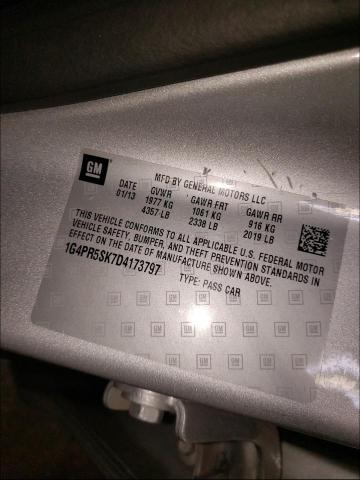 GM
MFD BY GENERAL MOTORS LLC
DATE GVWR GAWR FRT GAWR RR
01/13 1977 KG 1061 KG 916 KG
4357 LB 2338 LB 2019 LB
THIS VEHICLE CONFORMS TO ALL APPLICABLE U.S. FEDERAL MOTOR
VEHICLE SAFETY, BUMPER, AND THEFT PREVENTION STANDARDS IN
EFFECT ON THE DATE OF MANUFACTURE SHOWN ABOVE.
1G4PR5SK7D4173797 TYPE: PASS CAR